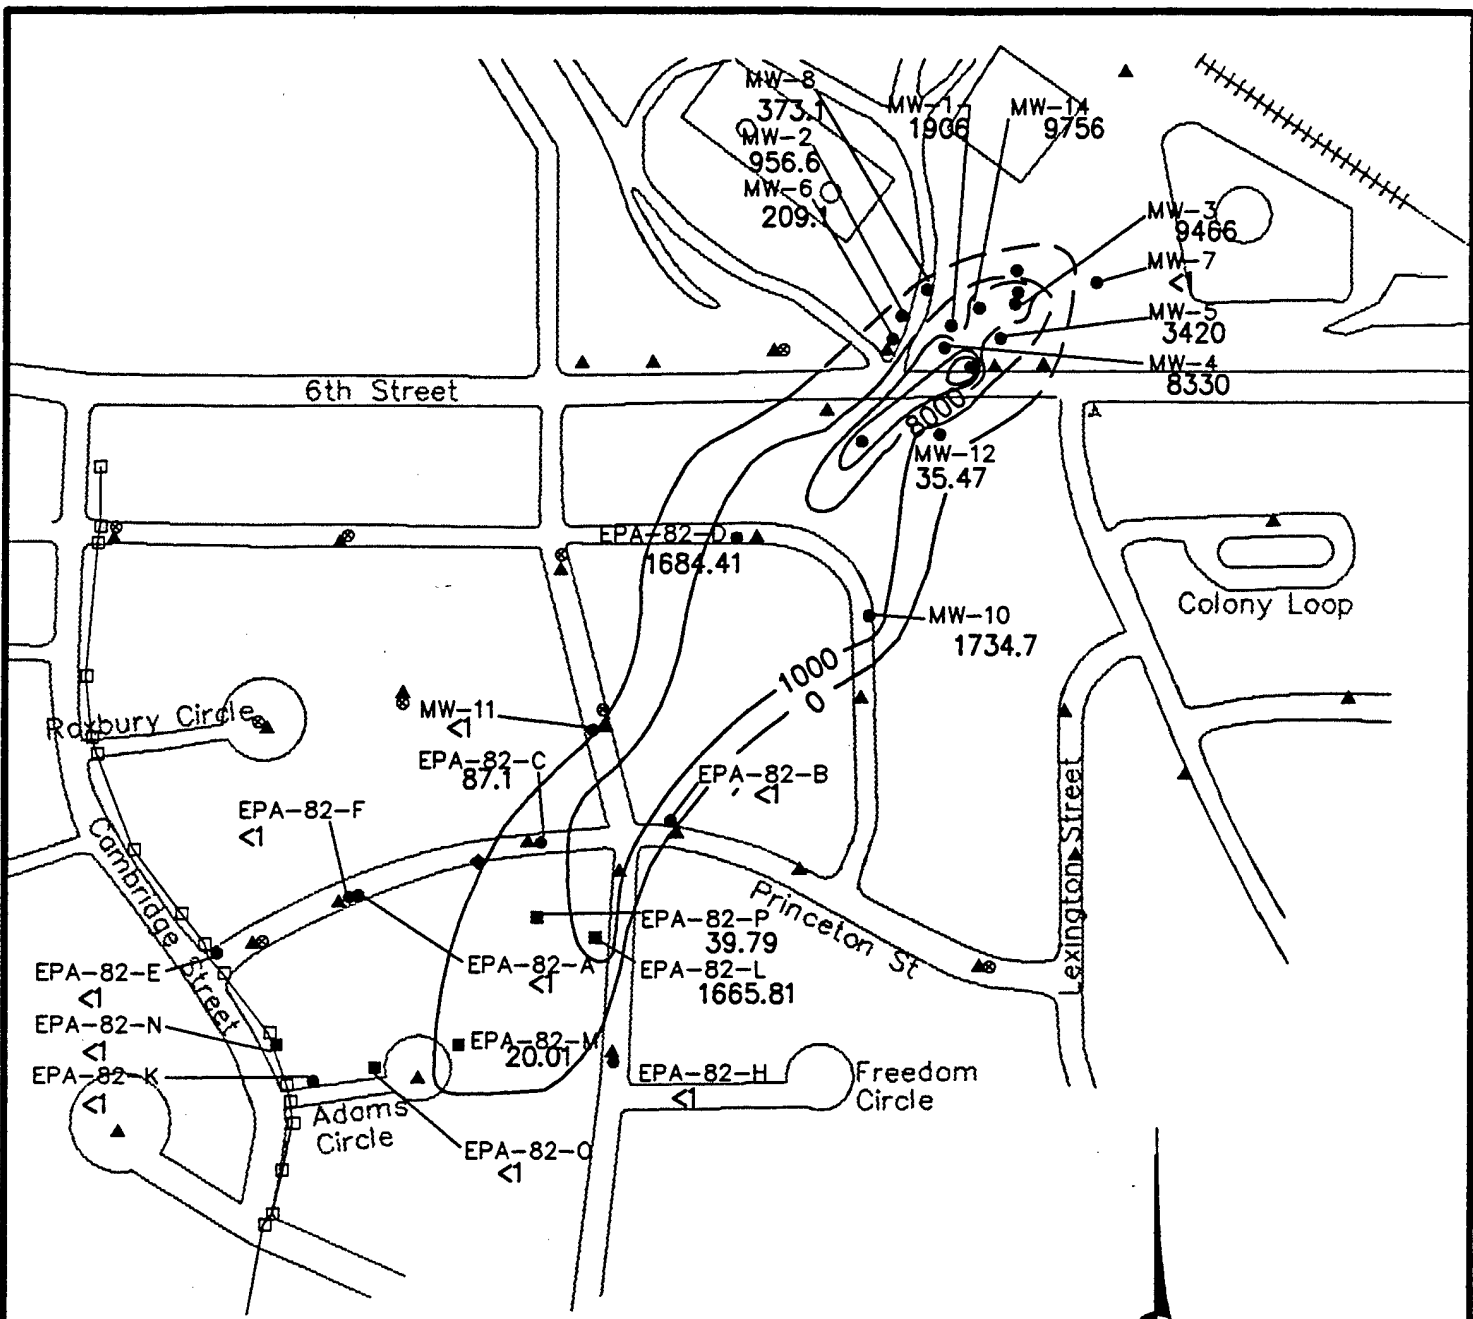 MW-8
373.1
MW-2
956.6
MW-6
209.1
MW-1
1906
MW-14
9756
MW-3
9466
MW-7
<1
MW-5
3420
MW-4
8330
6th Street
8000
MW-12
35.47
EPA-82-D
1684.41
Colony Loop
MW-10
1734.7
1000
0
Roxbury Circle
MW-11
<1
EPA-82-C
87.1
EPA-82-B
<1
EPA-82-F
<1
Cambridge Street
Princeton St
Lexington Street
EPA-82-P
39.79
EPA-82-A
<1
EPA-82-L
1665.81
EPA-82-E
<1
EPA-82-N
<1
EPA-82-M
20.01
EPA-82-K
<1
EPA-82-H
<1
Freedom
Circle
Adams
Circle
EPA-82-O
<1